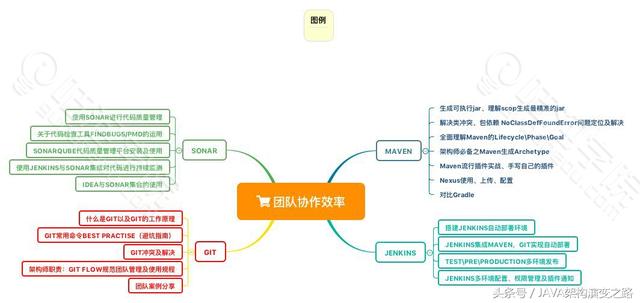 图例
使用SONAR进行代码质量管理
关于代码检查工具FINDBUGS/PMD的运用
SONARQUBE代码质量管理平台安装及使用
使用JENKINS与SONAR集成对代码进行持续监测
IDEA与SONAR集合的使用
SONAR
什么是GIT以及GIT的工作原理
GIT常用命令BEST PRACTISE（避坑指南）
GIT冲突及解决
架构师职责：GIT FLOW规范团队管理及使用规程
团队案例分享
GIT
团队协作效率
MAVEN
生成可执行jar、理解scop生成最精准的jar
解决类冲突、包依赖 NoClassDefFoundError问题定位及解决
全面理解Maven的Lifecycle\Phase\Goal
架构师必备之Maven生成Archetype
Maven流行插件实战、手写自己的插件
Nexus使用、上传、配置
对比Gradle
JENKINS
搭建JENKINS自动部署环境
JENKINS集成MAVEN、GIT实现自动部署
TEST\PRE\PRODUCTION多环境发布
JENKINS多环境配置、权限管理及插件通知
头条号 / JAVA架构演变之路